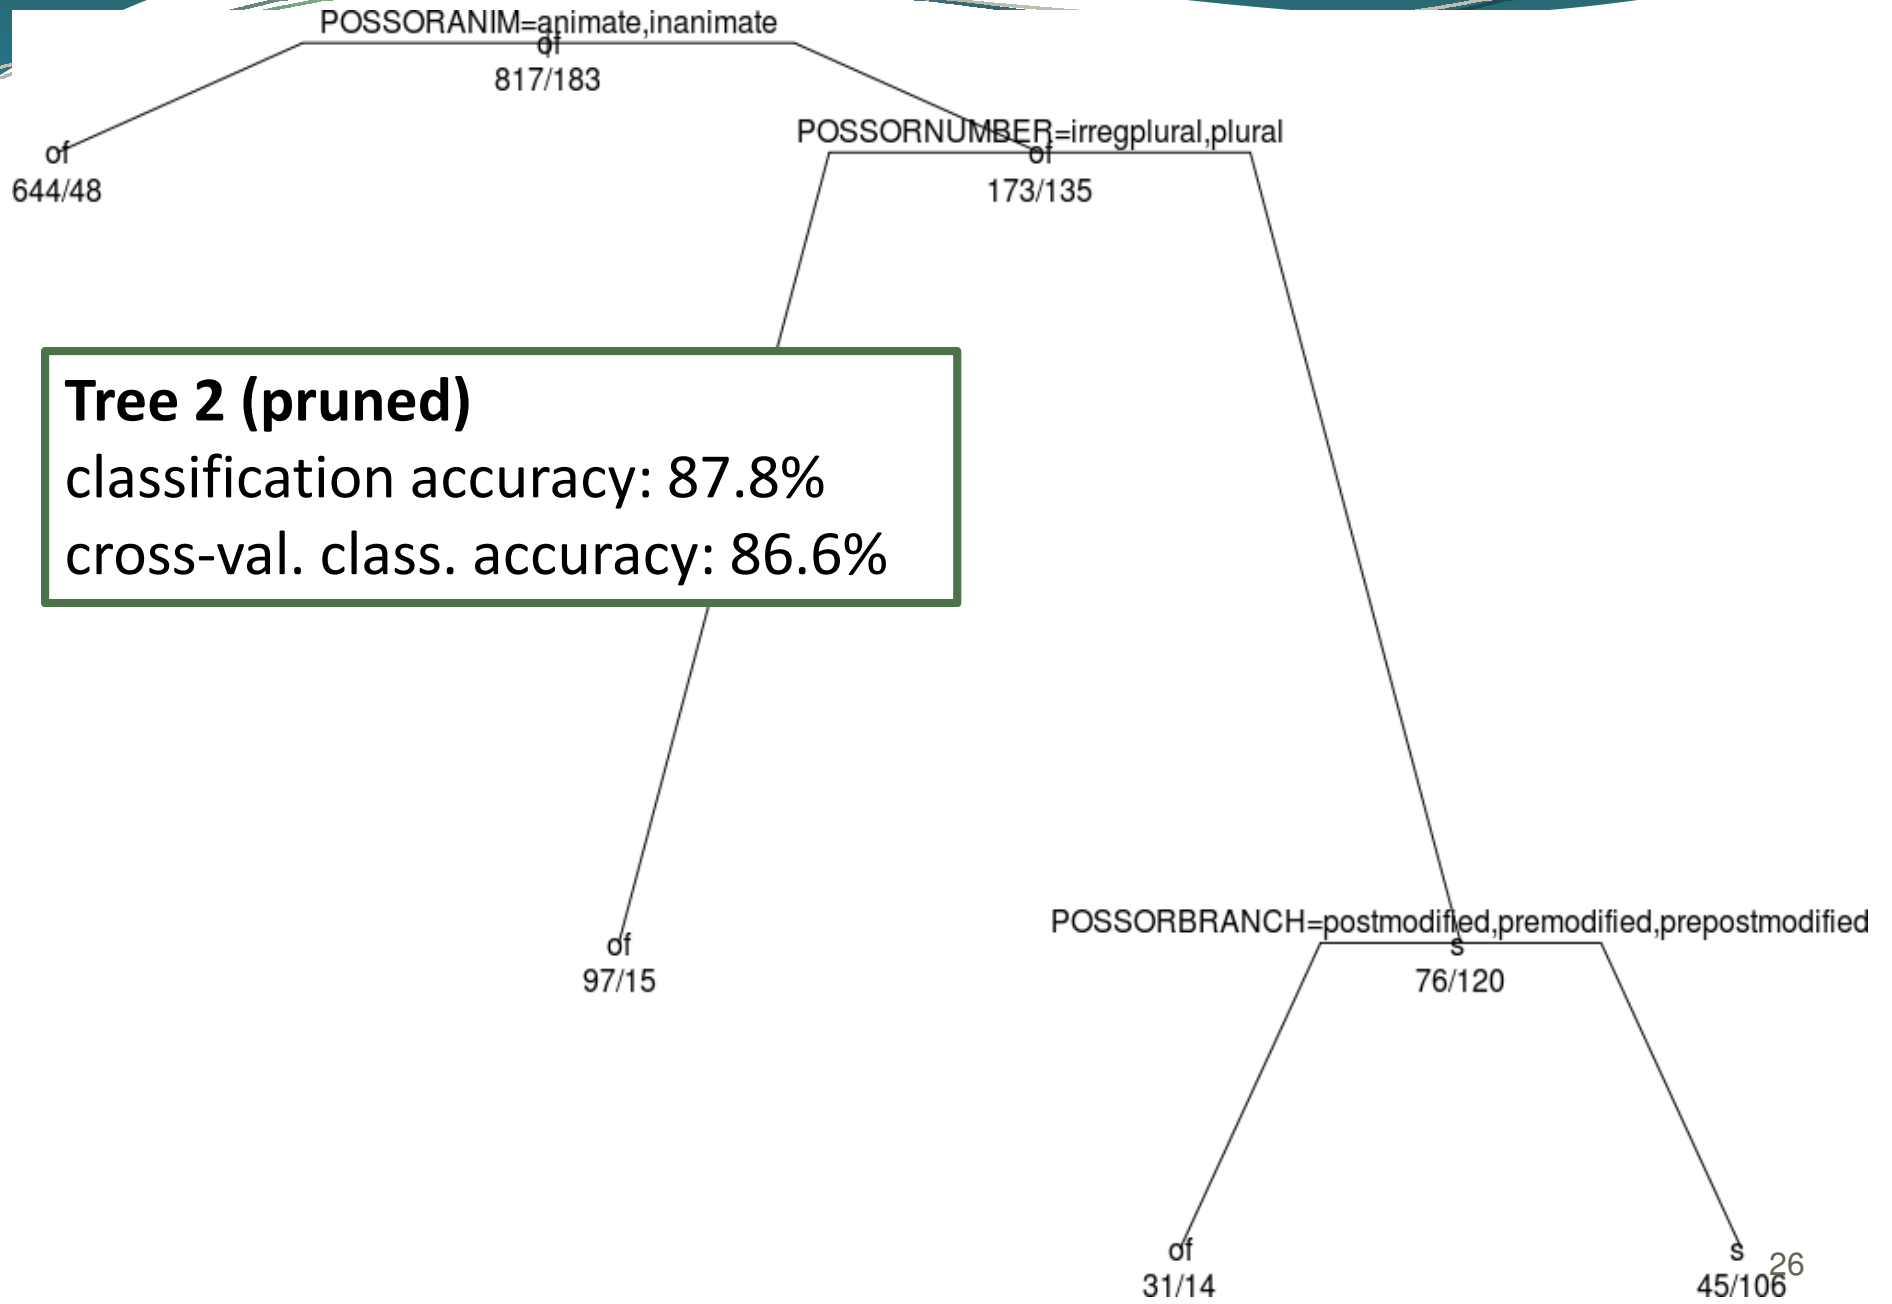 POSSORANIM=animate,inanimate
of
817/183
POSSORNUMBER=irregplural,plural
of
644/48
of
173/135
Tree 2 (pruned)
classification accuracy: 87.8%
cross-val. class. accuracy: 86.6%
POSSORBRANCH=postmodified,premodified,prepostmodified
of
97/15
s
76/120
of
31/14
s
45/106
26